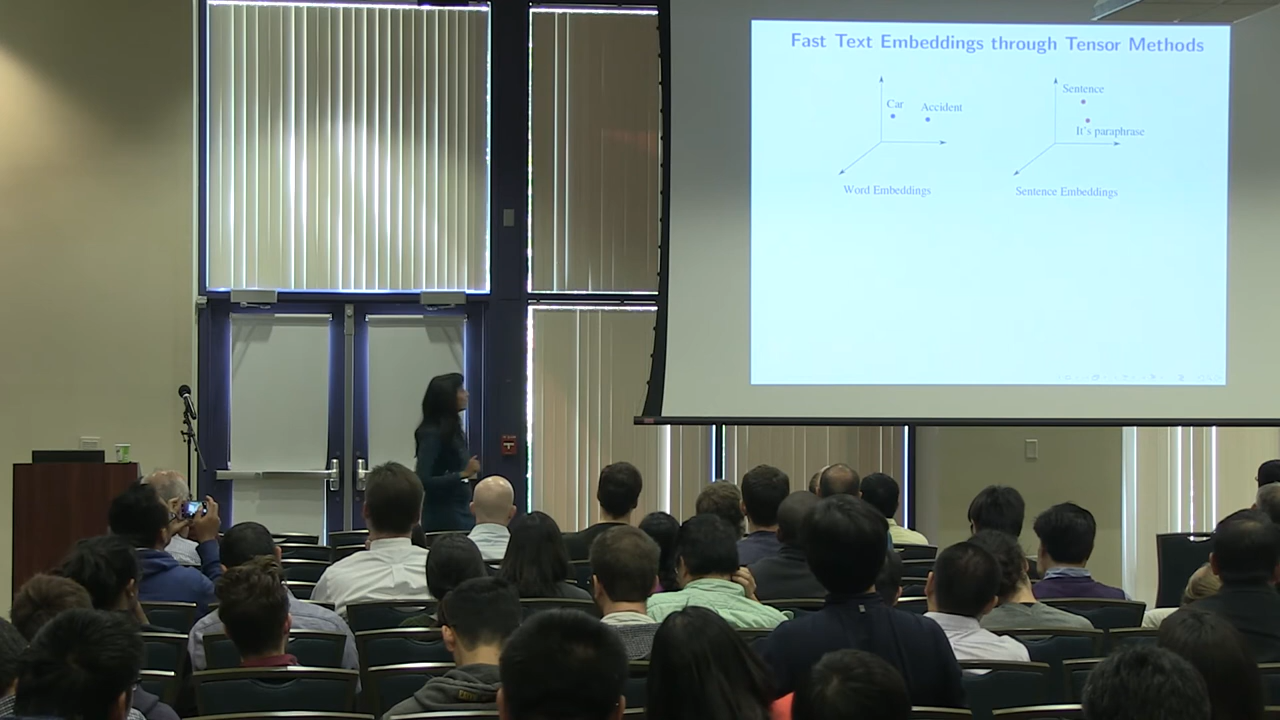 Fast Text Embeddings through Tensor Methods
Car
Accident
Word Embeddings
Sentence
It's paraphrase
Sentence Embeddings